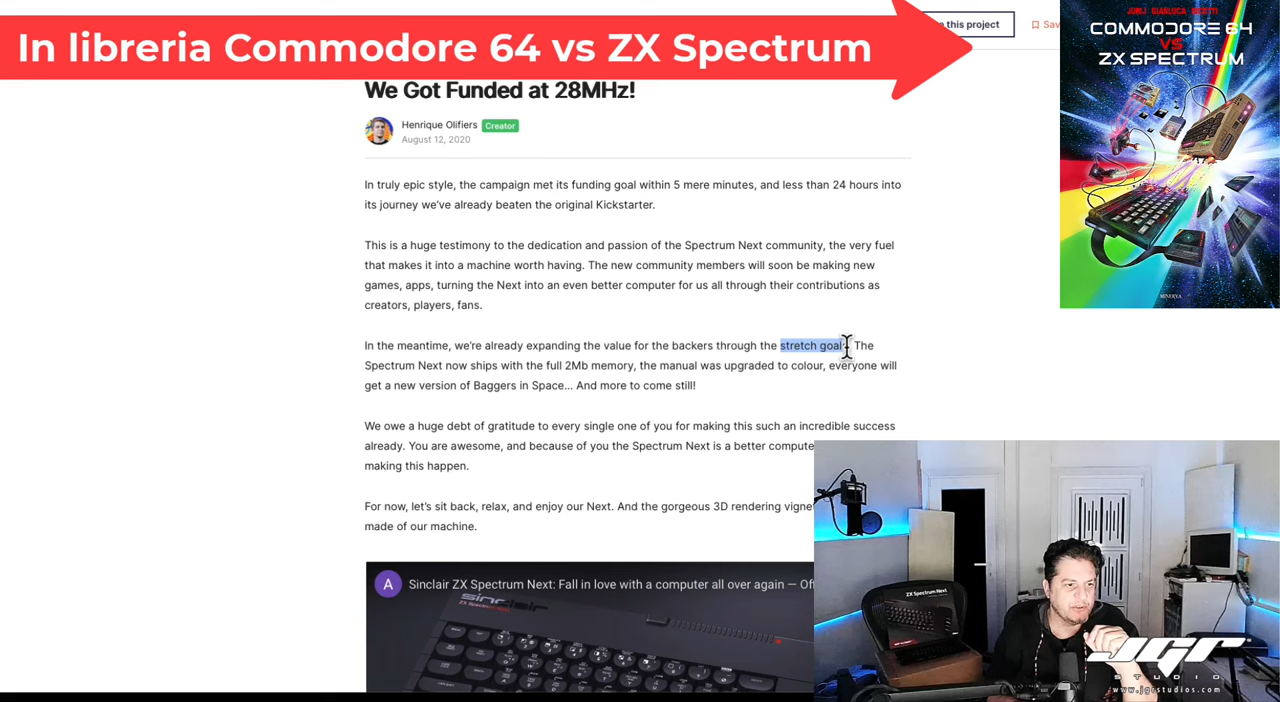 In libreria Commodore 64 vs ZX Spectrum
this project
COMMODORE 64
VS
ZX SPECTRUM
MINERVA
We Got Funded at 28MHz!
Henrique Olifiers Creator
August 12, 2020
In truly epic style, the campaign met its funding goal within 5 mere minutes, and less than 24 hours into
its journey we've already beaten the original Kickstarter.
This is a huge testimony to the dedication and passion of the Spectrum Next community, the very fuel
that makes it into a machine worth having. The new community members will soon be making new
games, apps, turning the Next into an even better computer for us all through their contributions as
creators, players, fans.
In the meantime, we're already expanding the value for the backers through the stretch goal The
Spectrum Next now ships with the full 2Mb memory, the manual was upgraded to colour, everyone will
get a new version of Baggers in Space... And more to come still!
We owe a huge debt of gratitude to every single one of you for making this such an incredible success
already. You are awesome, and because of you the Spectrum Next is a better compute
making this happen.
For now, let's sit back, relax, and enjoy our Next. And the gorgeous 3D rendering vigne
made of our machine.
A Sinclair ZX Spectrum Next: Fall in love with a computer all over again — Of
sinclair
ZX Spectrum Next
ZX Spectrum Next
JGR
STUDIO
www.jgrstudios.com